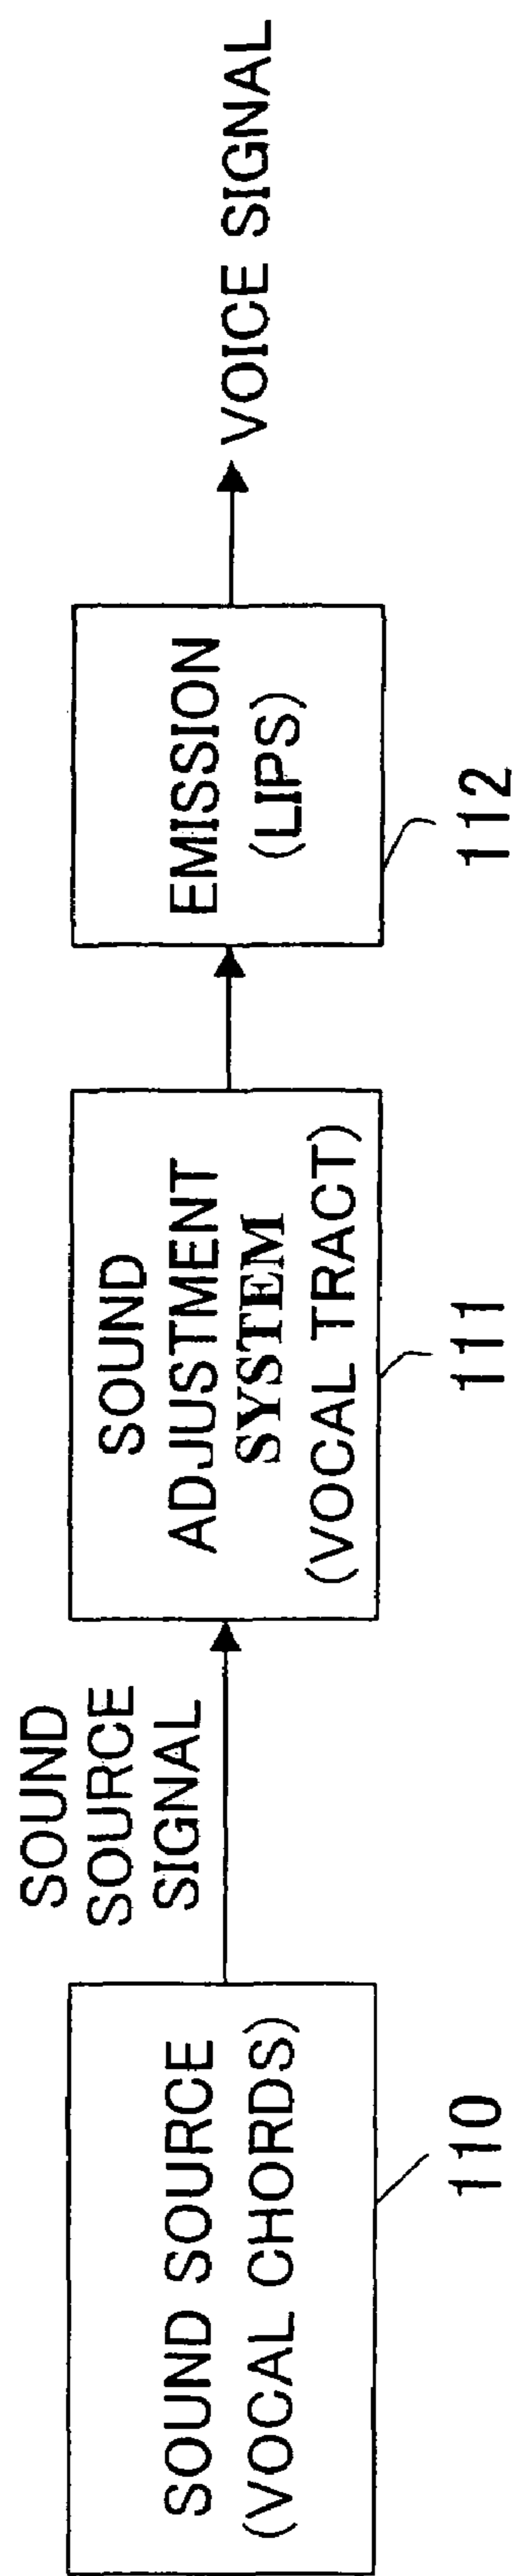 SOUND SOURCE
(VOCAL CHORDS)
110
SOUND
SOURCE
SIGNAL
SOUND
ADJUSTMENT
SYSTEM
(VOCAL TRACT)
111
EMISSION
(LIPS)
112
VOICE SIGNAL